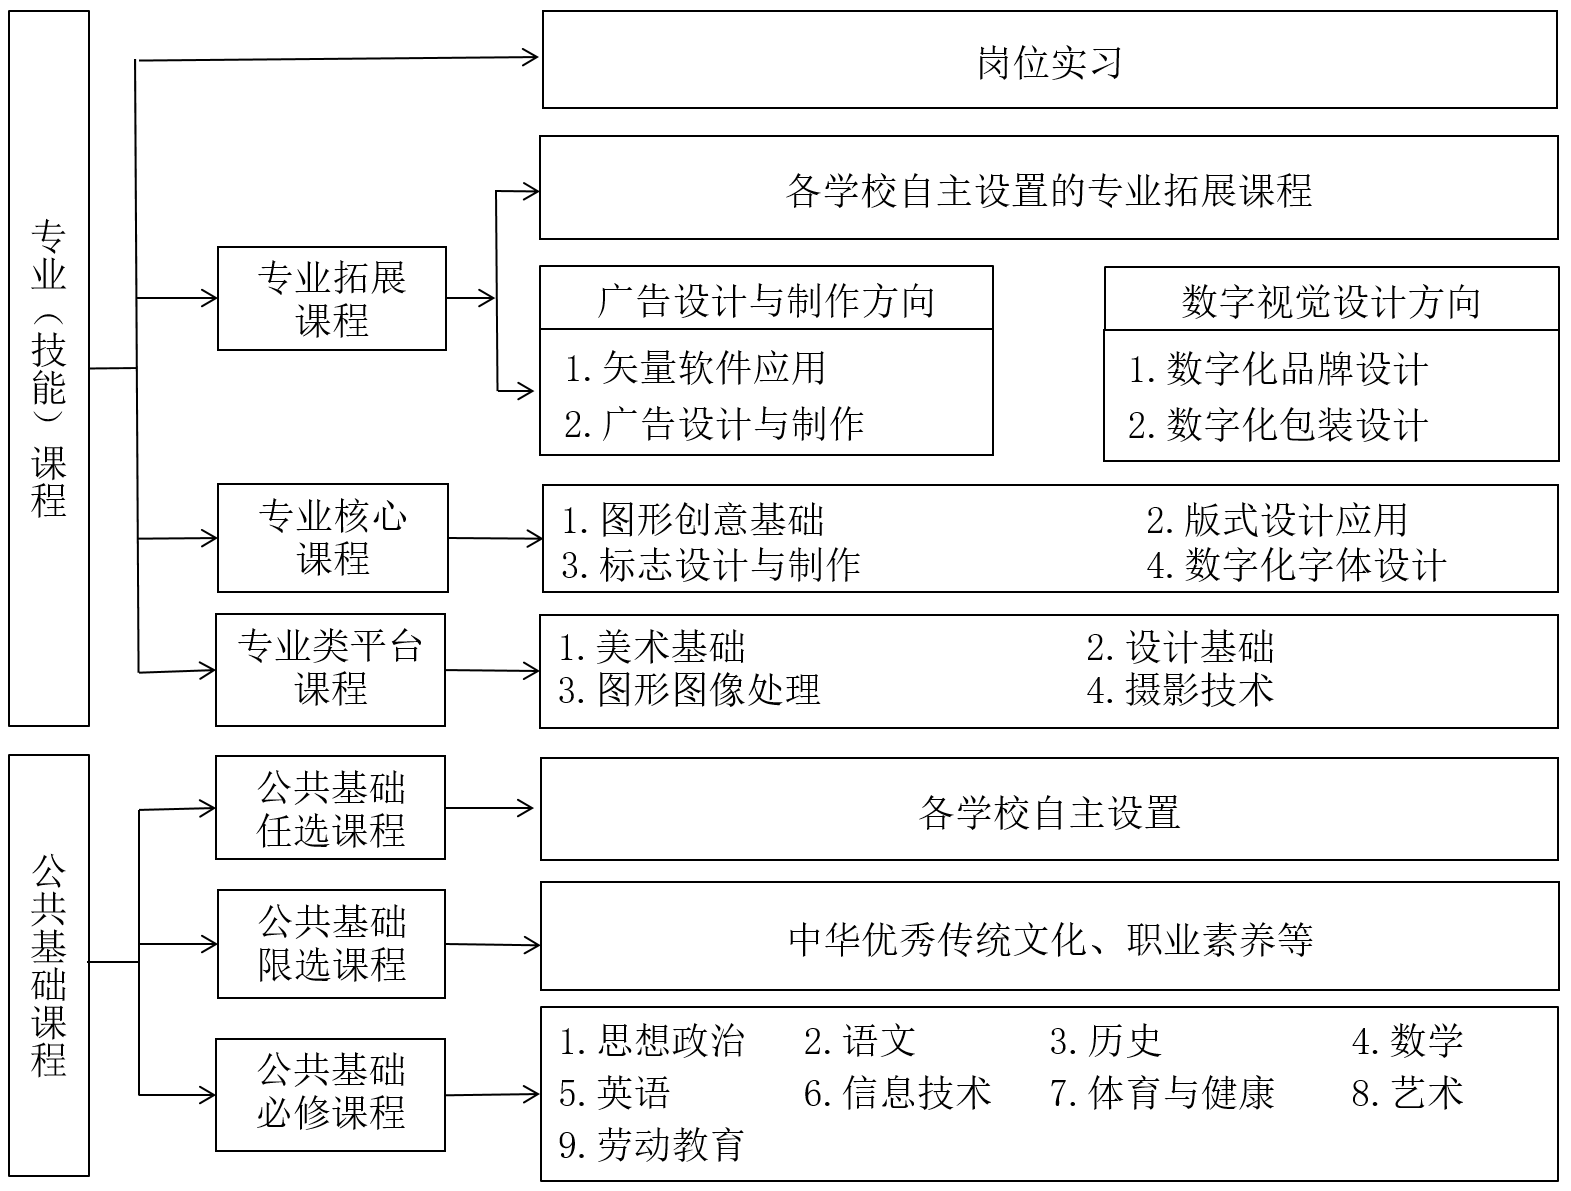 专业（技能）课程
岗位实习
各学校自主设置的专业拓展课程
专业拓展
课程
广告设计与制作方向
1.矢量软件应用
2.广告设计与制作
数字视觉设计方向
1.数字化品牌设计
2.数字化包装设计
专业核心
课程
1.图形创意基础 2.版式设计应用
3.标志设计与制作 4.数字化字体设计
专业类平台
课程
1.美术基础 2.设计基础
3.图形图像处理 4.摄影技术
公共基础课程
公共基础
任选课程
各学校自主设置
公共基础
限选课程
中华优秀传统文化、职业素养等
公共基础
必修课程
1.思想政治 2.语文 3.历史 4.数学
5.英语 6.信息技术 7.体育与健康 8.艺术
9.劳动教育